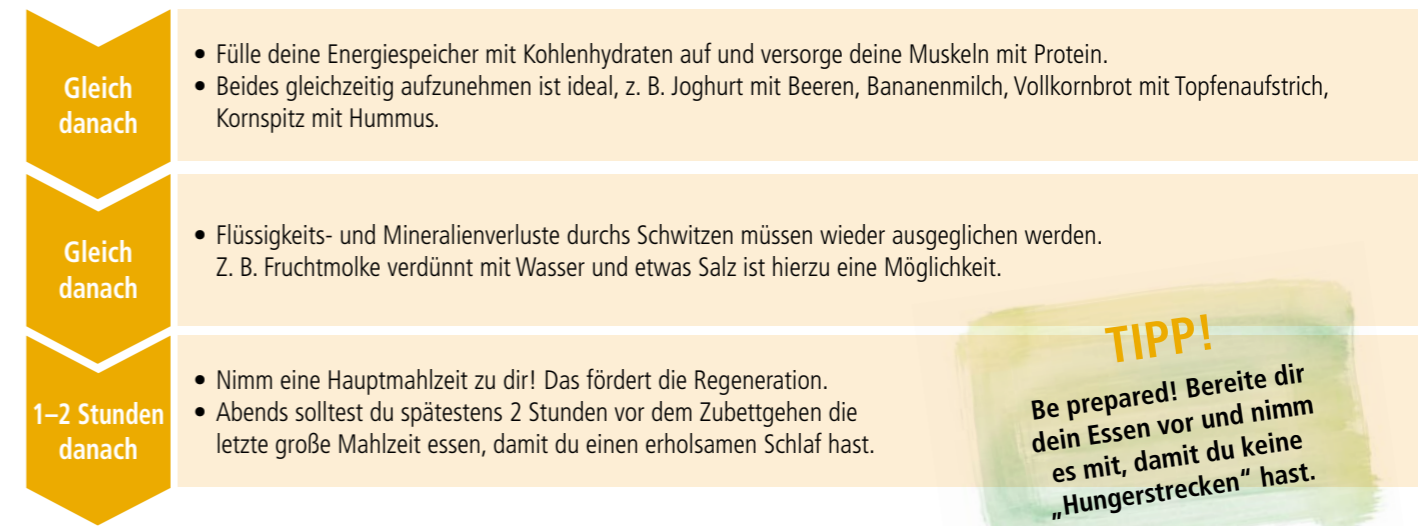 Gleich
danach
• Fülle deine Energiespeicher mit Kohlenhydraten auf und versorge deine Muskeln mit Protein.
• Beides gleichzeitig aufzunehmen ist ideal, z. B. Joghurt mit Beeren, Bananenmilch, Vollkornbrot mit Topfenaufstrich,
Kornspitz mit Hummus.
Gleich
danach
• Flüssigkeits- und Mineralienverluste durchs Schwitzen müssen wieder ausgeglichen werden.
Z. B. Fruchtmolke verdünnt mit Wasser und etwas Salz ist hierzu eine Möglichkeit.
1–2 Stunden
danach
• Nimm eine Hauptmahlzeit zu dir! Das fördert die Regeneration.
• Abends solltest du spätestens 2 Stunden vor dem Zubettgehen die
letzte große Mahlzeit essen, damit du einen erholsamen Schlaf hast.
TIPP!
Be prepared! Bereite dir
dein Essen vor und nimm
es mit, damit du keine
„Hungerstrecken“ hast.